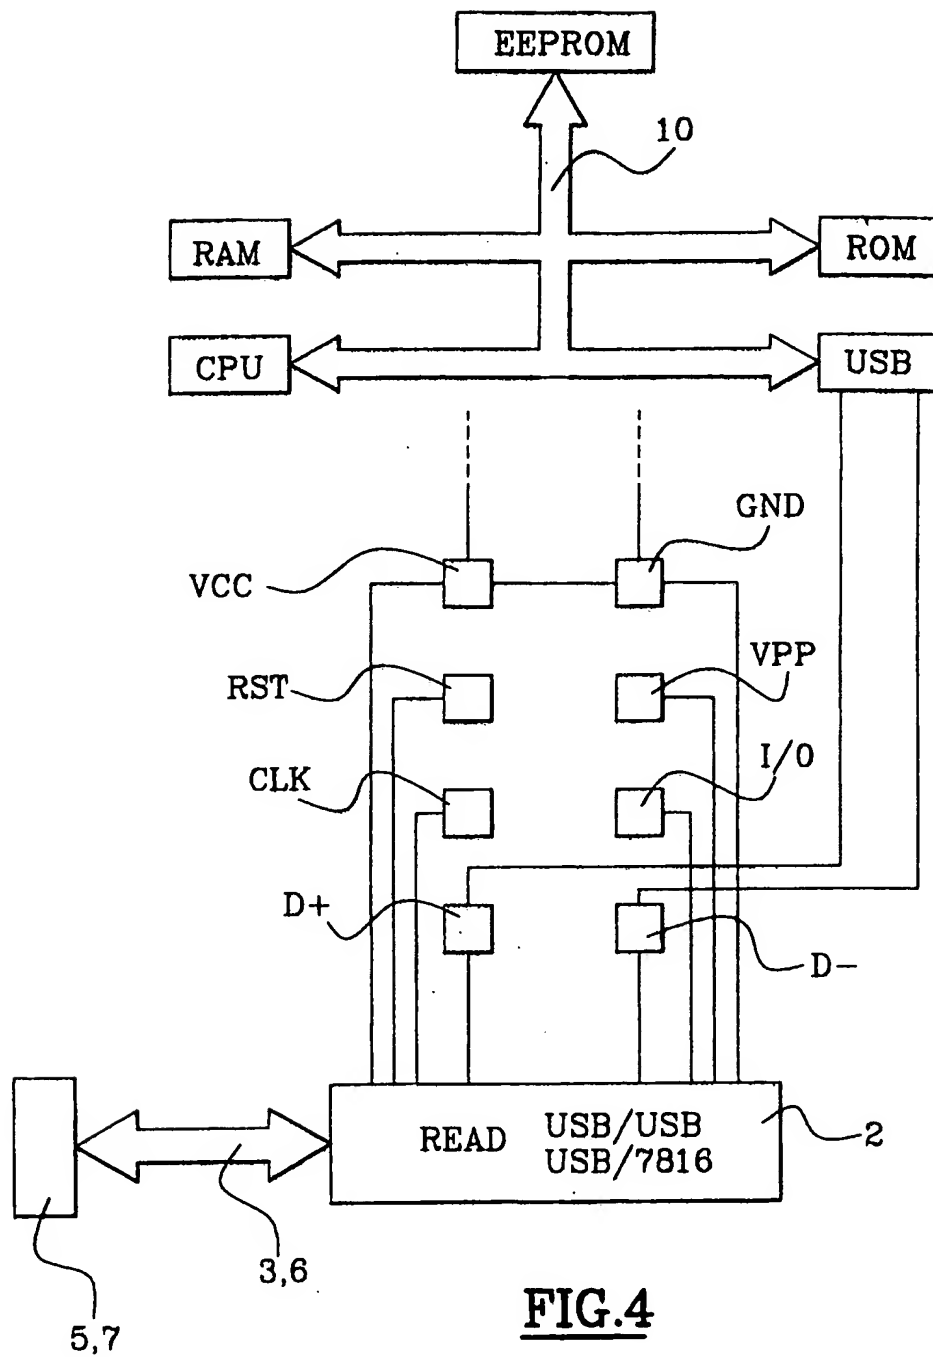 EEPROM
10
RAM
ROM
CPU
USB
GND
VCC
RST
VPP
CLK
I/O
D+
D-
READ USB/USB
USB/7816
2
3,6
5,7
FIG.4